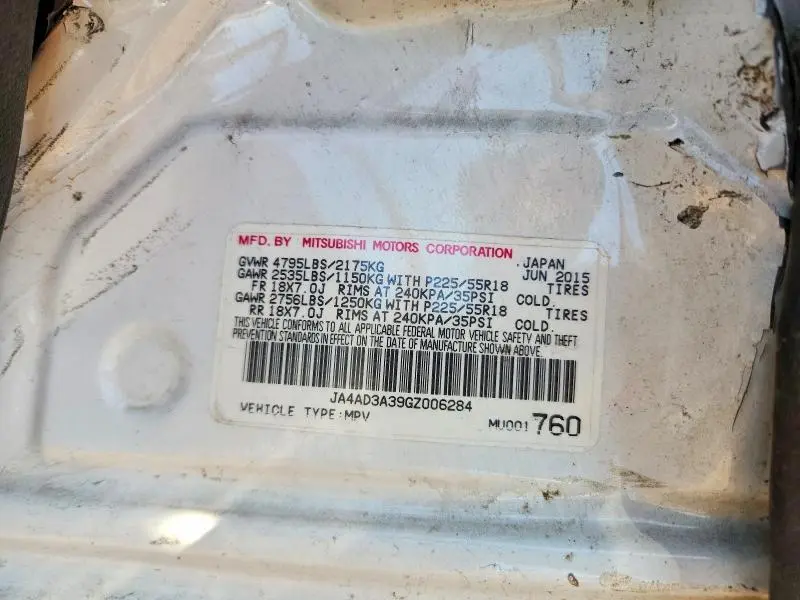 MFD. BY MITSUBISHI MOTORS CORPORATION . JAPAN
GVWR 4795LBS/2175KG JUN 2015
GAWR 2535LBS/1150KG WITH P225/55R18 TIRES
FR 18X7.0J RIMS AT 240KPA/35PSI COLD.
GAWR 2756LBS/1250KG WITH P225/55R18 TIRES
RR 18X7.0J RIMS AT 240KPA/35PSI COLD.
THIS VEHICLE CONFORMS TO ALL APPLICABLE FEDERAL MOTOR VEHICLE SAFETY AND THEFT
PREVENTION STANDARDS IN EFFECT ON THE DATE OF MANUFACTURE SHOWN ABOVE.
JA4AD3A39GZ006284
VEHICLE TYPE:MPV MU001760